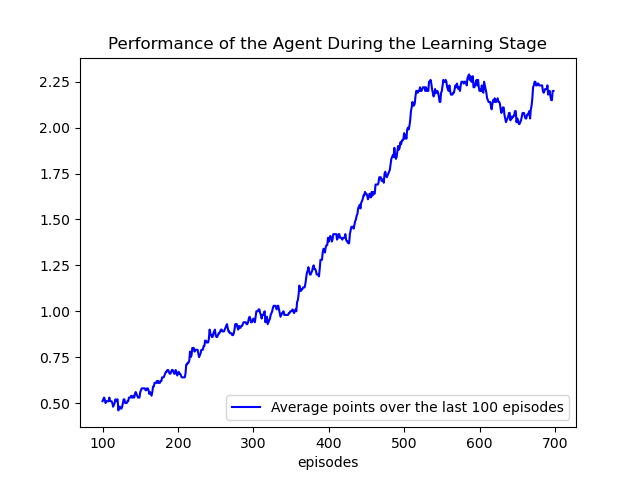 Performance of the Agent During the Learning Stage
2.25
2.00
1.75
1.50
1.25
1.00
0.75
0.50
Average points over the last 100 episodes
100 200 300 400 500 600 700
episodes